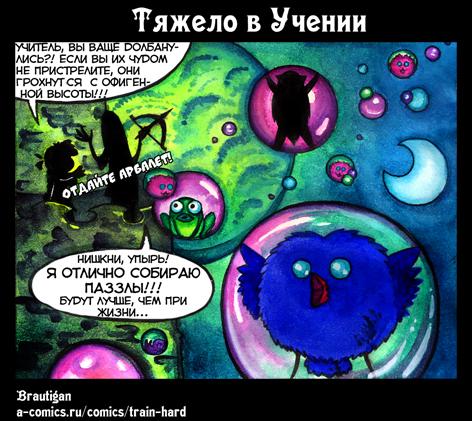 Тяжело в Учении
УЧИТЕЛЬ, ВЫ ВАЩЕ ДОЛБАНУ-
ЛИСЬ?! ЕСЛИ ВЫ ИХ ЧУДОМ
НЕ ПРИСТРЕЛИТЕ, ОНИ
ГРОХНУТСЯ С ОФИГЕН-
НОЙ ВЫСОТЫ!!!
ОТДАЙТЕ АРБАЛЕТ!
НИШКНИ, УПЫРЬ!
Я ОТЛИЧНО СОБИРАЮ
ПАЗЗЛЫ!!!
БУДУТ ЛУЧШЕ, ЧЕМ ПРИ
ЖИЗНИ...
Brautigan
a-comics.ru/comics/train-hard